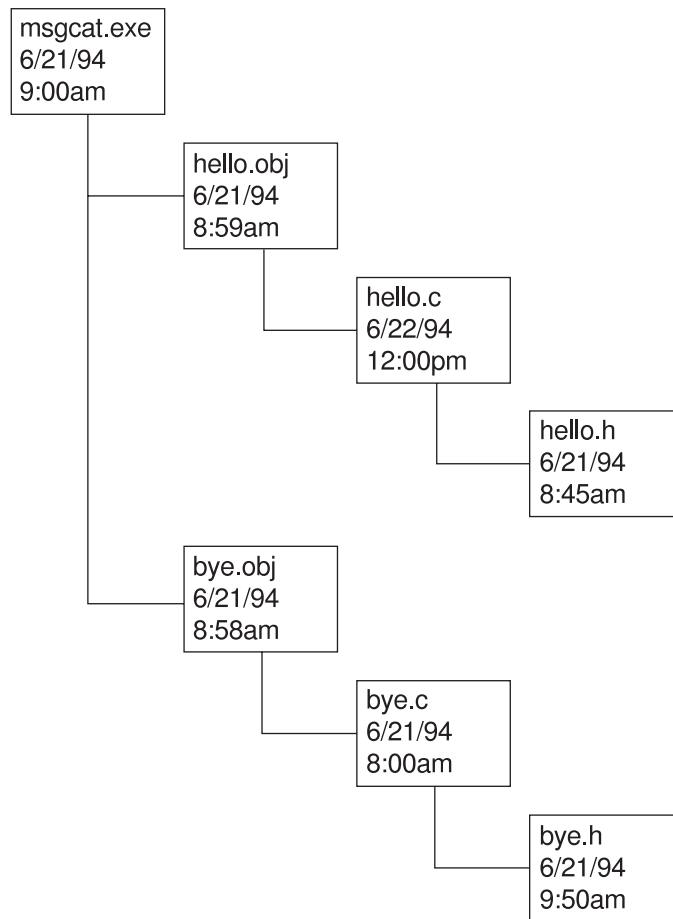 msgcat.exe
6/21/94
9:00am
hello.obj
6/21/94
8:59am
hello.c
6/22/94
12:00pm
hello.h
6/21/94
8:45am
bye.obj
6/21/94
8:58am
bye.c
6/21/94
8:00am
bye.h
6/21/94
9:50am